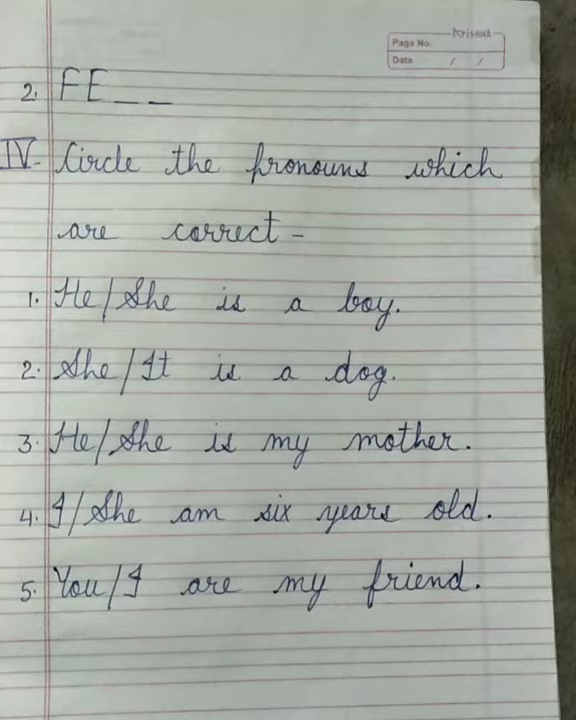 Krisha
Page No.
Date / /
2. FE _ _
IV- Circle the pronouns which
are correct -
1. He/She is a boy.
2. She/It is a dog.
3. He/She is my mother.
4. I/She am six years old.
5. You/I are my friend.